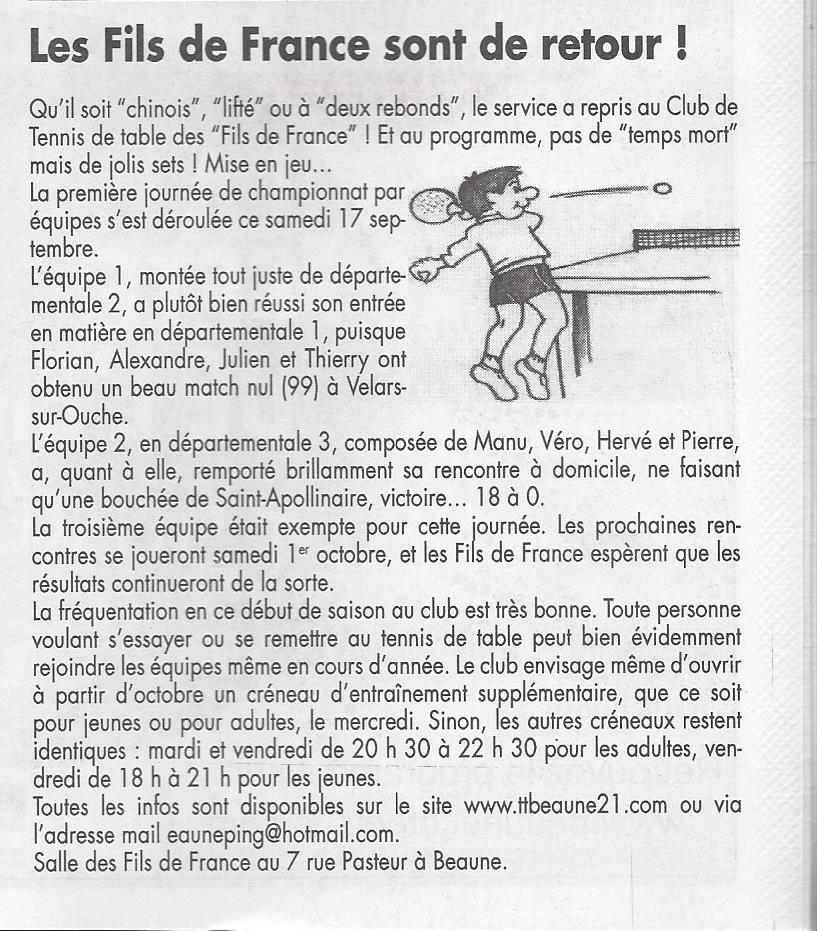 Les Fils de France sont de retour !
Qu'il soit "chinois", "lifté" ou à "deux rebonds", le service a repris au Club de
Tennis de table des "Fils de France" ! Et au programme, pas de "temps mort"
mais de jolis sets ! Mise en jeu...
La première journée de championnat par
équipes s'est déroulée ce samedi 17 sep-
tembre.
L'équipe 1, montée tout juste de départe-
mentale 2, a plutôt bien réussi son entrée
en matière en départementale 1, puisque
Florian, Alexandre, Julien et Thierry ont
obtenu un beau match nul (99) à Velars-
sur-Ouche.
L'équipe 2, en départementale 3, composée de Manu, Véro, Hervé et Pierre,
a, quant à elle, remporté brillamment sa rencontre à domicile, ne faisant
qu'une bouchée de Saint-Apollinaire, victoire... 18 à 0.
La troisième équipe était exempte pour cette journée. Les prochaines ren-
contres se joueront samedi 1er octobre, et les Fils de France espèrent que les
résultats continueront de la sorte.
La fréquentation en ce début de saison au club est très bonne. Toute personne
voulant s'essayer ou se remettre au tennis de table peut bien évidemment
rejoindre les équipes même en cours d'année. Le club envisage même d'ouvrir
à partir d'octobre un créneau d'entraînement supplémentaire, que ce soit
pour jeunes ou pour adultes, le mercredi. Sinon, les autres créneaux restent
identiques : mardi et vendredi de 20 h 30 à 22 h 30 pour les adultes, ven-
dredi de 18 h à 21 h pour les jeunes.
Toutes les infos sont disponibles sur le site www.ttbeaune21.com ou via
l'adresse mail eauneping@hotmail.com.
Salle des Fils de France au 7 rue Pasteur à Beaune.